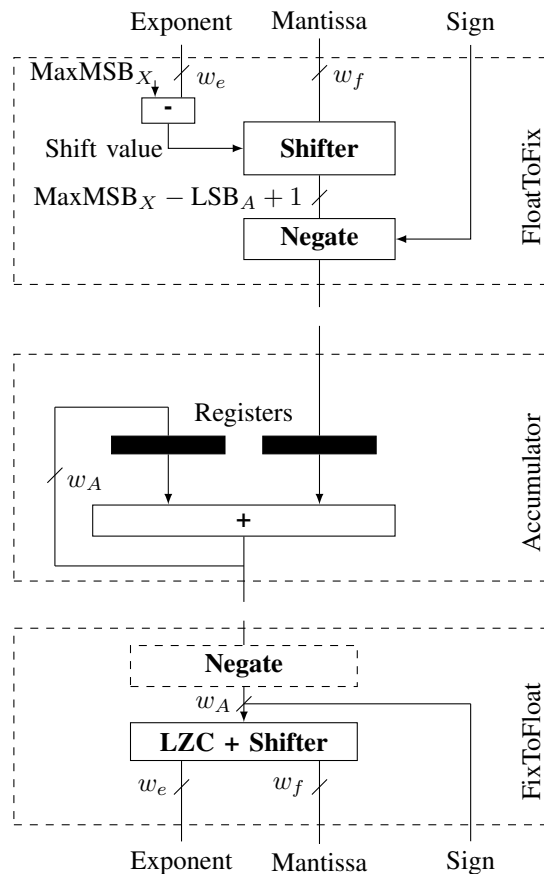 Exponent Mantissa Sign
MaxMSB_X w_e w_f
-
Shift value Shifter
MaxMSB_X − LSB_A + 1
Negate
FloatToFix
Registers
w_A
+
Accumulator
Negate
w_A
LZC + Shifter
w_e w_f
FixToFloat
Exponent Mantissa Sign